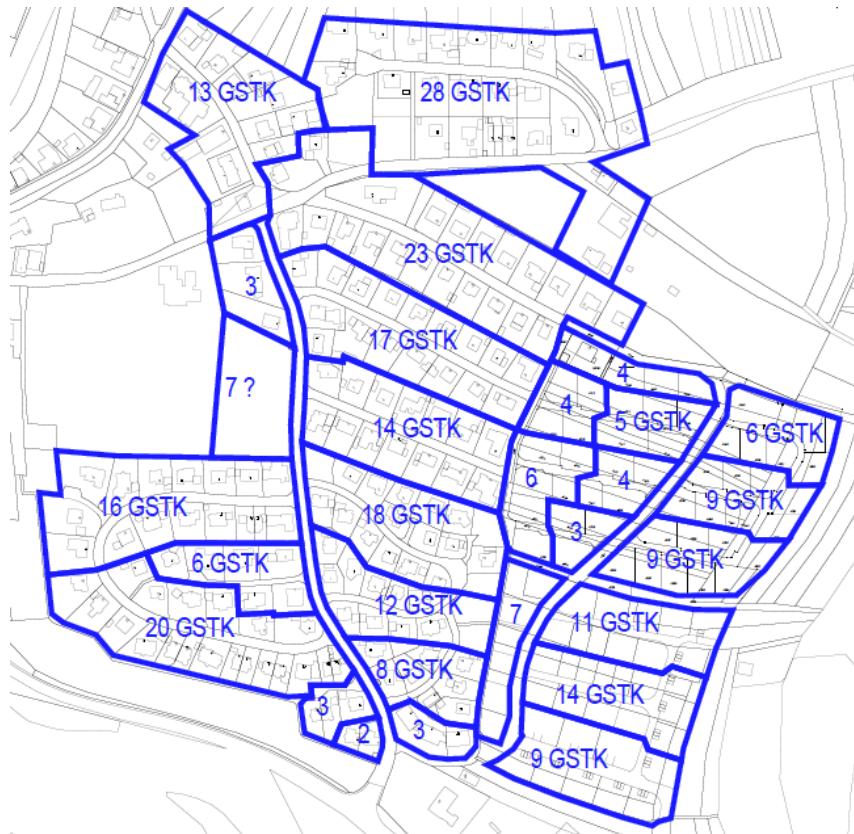 13 GSTK
28 GSTK
23 GSTK
3
17 GSTK
4
7 ?
4
5 GSTK
14 GSTK
6 GSTK
6
4
16 GSTK
9 GSTK
18 GSTK
3
6 GSTK
9 GSTK
12 GSTK
7
20 GSTK
11 GSTK
8 GSTK
14 GSTK
3
3
2
9 GSTK